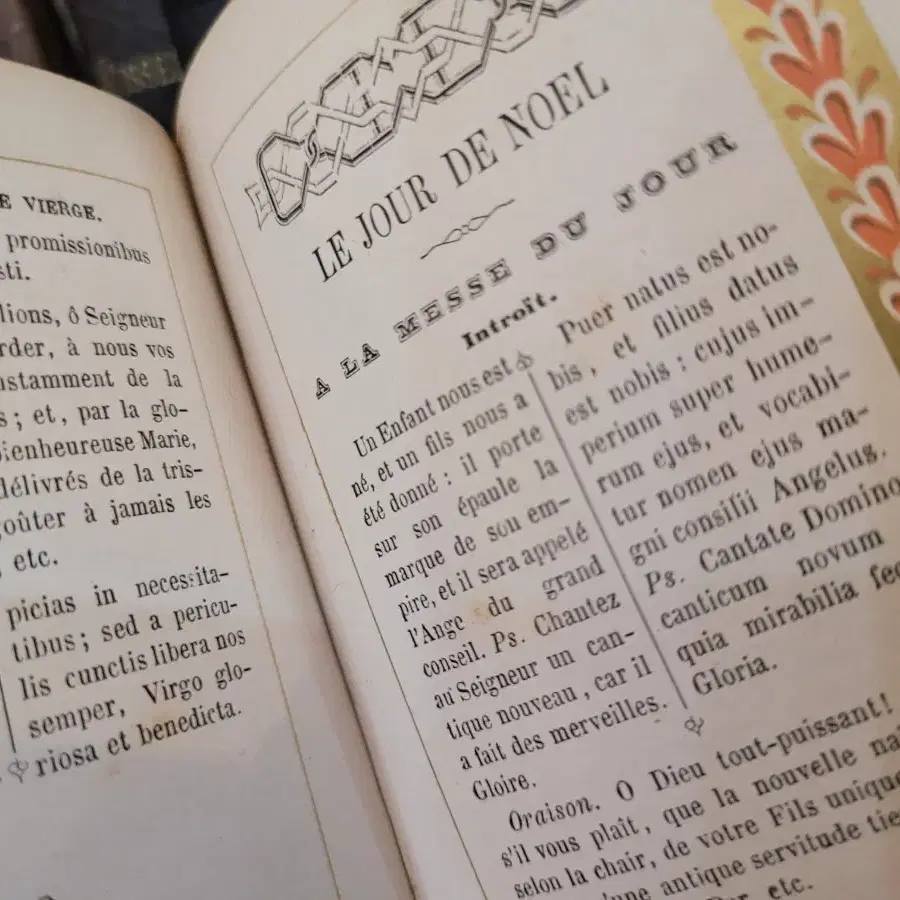 E VIERGE.
promissionibus
sti.
lions, ô Seigneur
rder, à nous vos
nstamment de la
s; et, par la glo-
bienheureuse Marie,
délivrés de la tris-
goûter à jamais les
, etc.
picias in necessita-
tibus; sed a pericu-
lis cunctis libera nos
semper, Virgo glo-
riosa et benedicta.
LE JOUR DE NOEL
A LA MESSE DU JOUR
Introït.
Un Enfant nous est
né, et un fils nous a
été donné : il porte
sur son épaule la
marque de son em-
pire, et il sera appelé
l'Ange du grand
conseil. Ps. Chantez
au Seigneur un can-
tique nouveau, car il
a fait des merveilles.
Gloire.
Puer natus est no-
bis, et filius datus
est nobis : cujus im-
perium super hume-
rum ejus, et vocabi-
tur nomen ejus ma-
gni consilii Angelus.
Ps. Cantate Domino
canticum novum
quia mirabilia fec
Gloria.
Oraison. O Dieu tout-puissant!
s'il vous plaît, que la nouvelle nai
selon la chair, de votre Fils unique
antique servitude tie
etc.